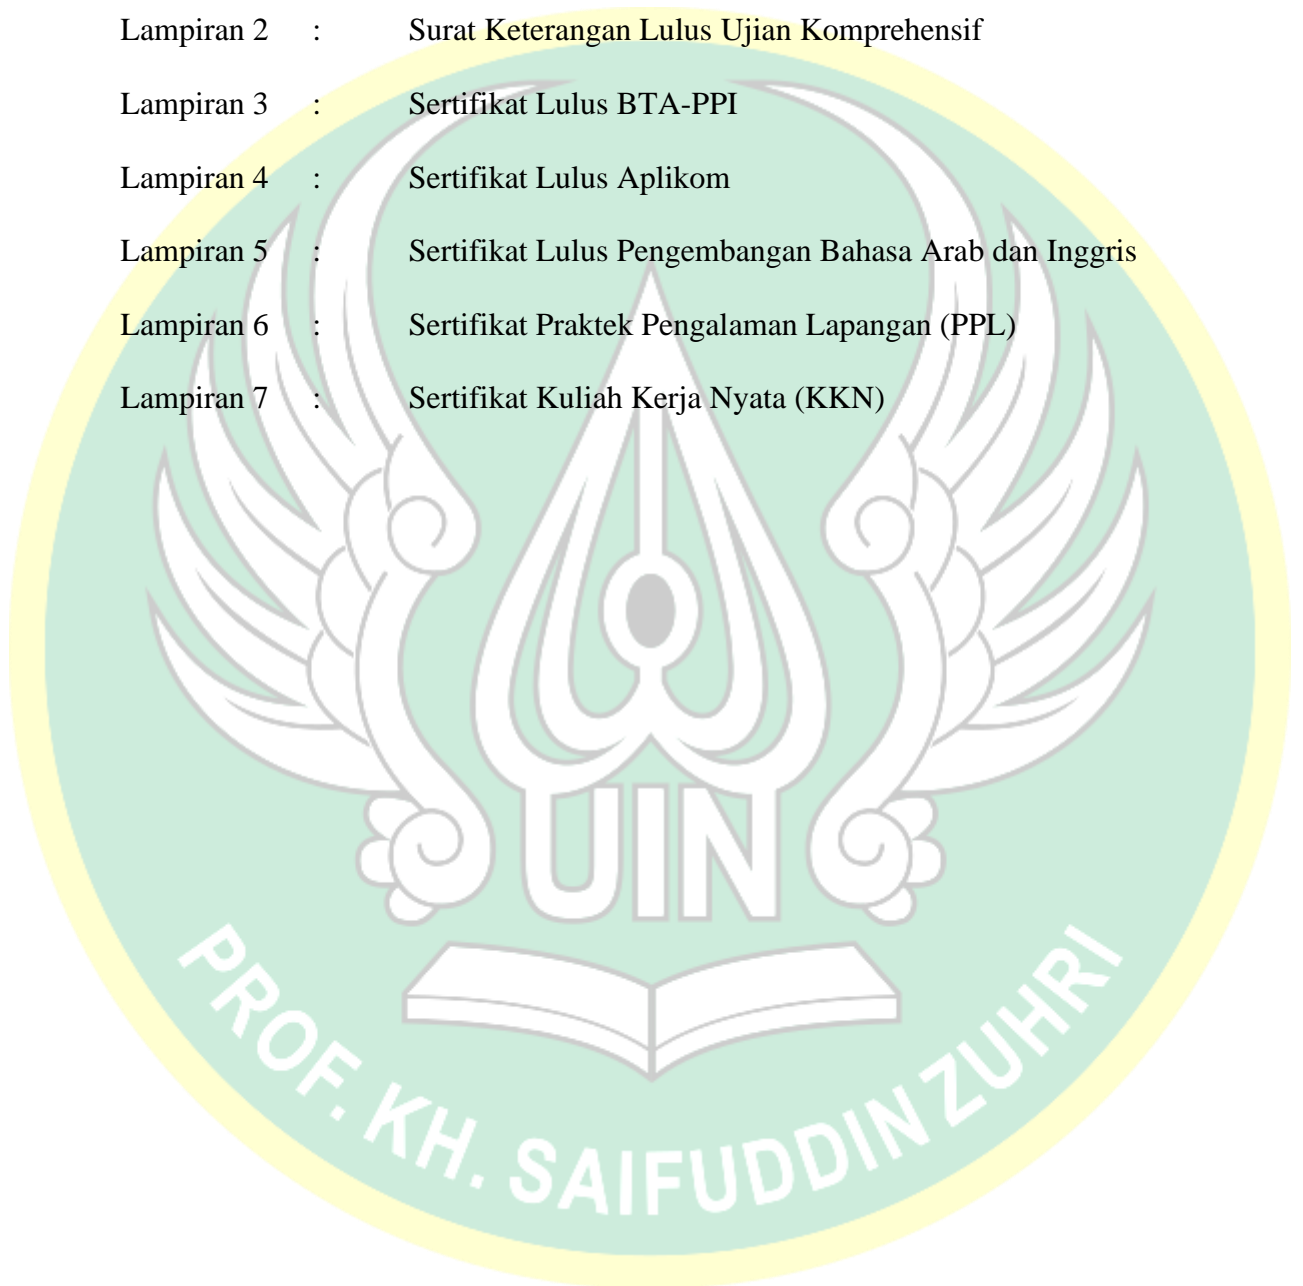 Lampiran 2 : Surat Keterangan Lulus Ujian Komprehensif
Lampiran 3 : Sertifikat Lulus BTA-PPI
Lampiran 4 : Sertifikat Lulus Aplikom
Lampiran 5 : Sertifikat Lulus Pengembangan Bahasa Arab dan Inggris
Lampiran 6 : Sertifikat Praktek Pengalaman Lapangan (PPL)
Lampiran 7 : Sertifikat Kuliah Kerja Nyata (KKN)
UIN
PROF. KH. SAIFUDDIN ZUHRI